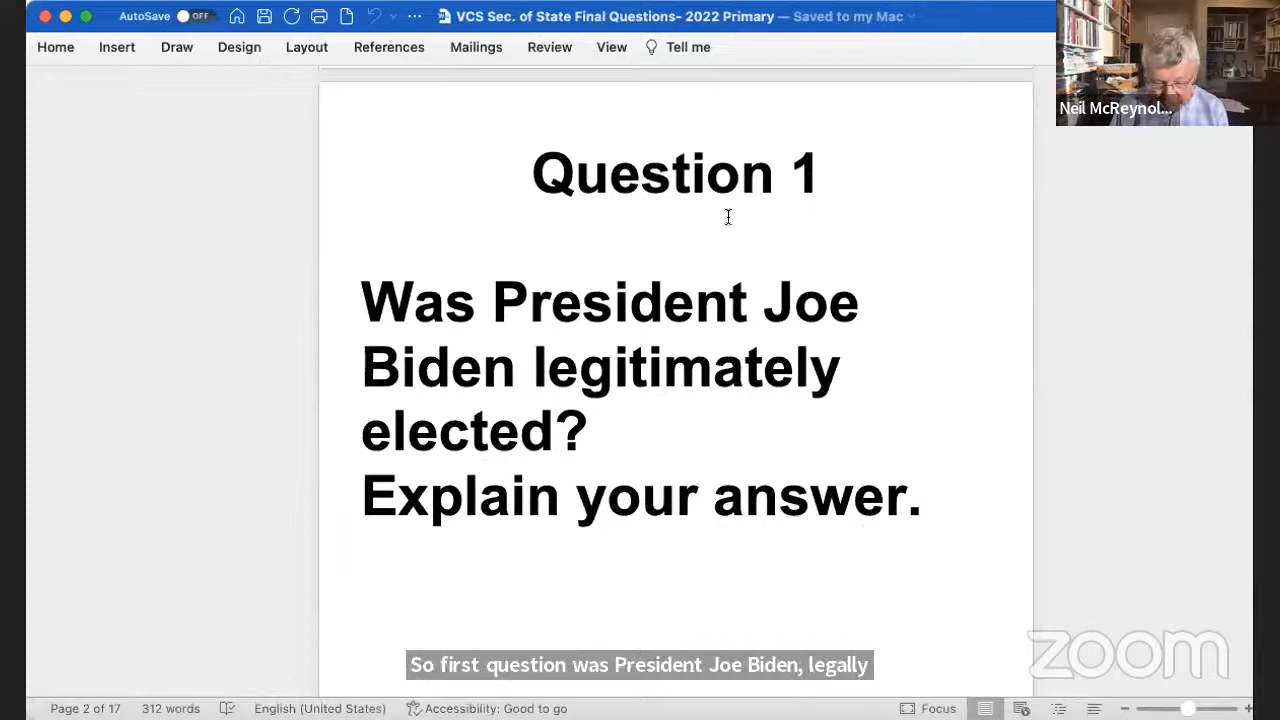 AutoSave OFF ... VCS Sec. of State Final Questions- 2022 Primary — Saved to my Mac
Home Insert Draw Design Layout References Mailings Review View Tell me
Neil McReynol...
Question 1
Was President Joe
Biden legitimately
elected?
Explain your answer.
So first question was President Joe Biden, legally
zoom
Page 2 of 17 312 words English (United States) Accessibility: Good to go Focus